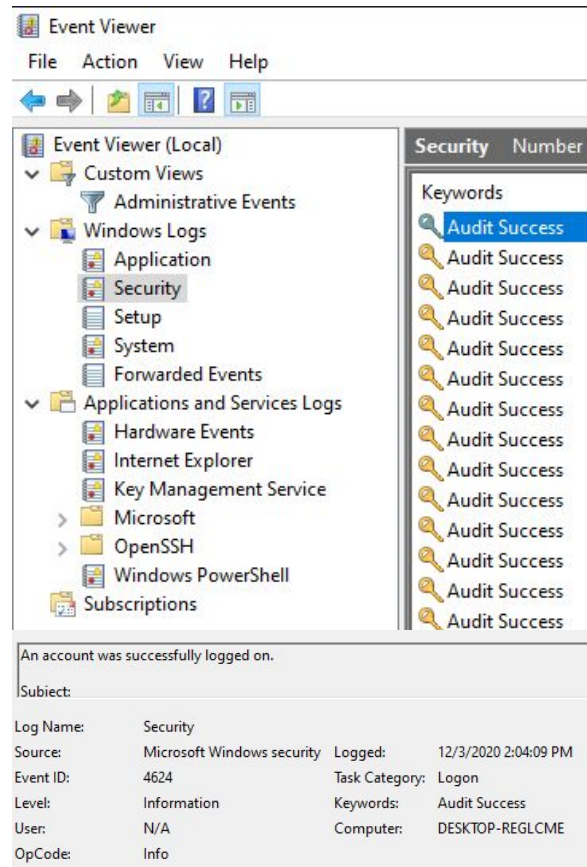 Event Viewer
File Action View Help
Event Viewer (Local)
Custom Views
Administrative Events
Windows Logs
Application
Security
Setup
System
Forwarded Events
Applications and Services Logs
Hardware Events
Internet Explorer
Key Management Service
Microsoft
OpenSSH
Windows PowerShell
Subscriptions
Security Number
Keywords
Audit Success
Audit Success
Audit Success
Audit Success
Audit Success
Audit Success
Audit Success
Audit Success
Audit Success
Audit Success
Audit Success
Audit Success
Audit Success
Audit Success
An account was successfully logged on.
Subject:
Log Name: Security
Source: Microsoft Windows security Logged: 12/3/2020 2:04:09 PM
Event ID: 4624 Task Category: Logon
Level: Information Keywords: Audit Success
User: N/A Computer: DESKTOP-REGLCME
OpCode: Info